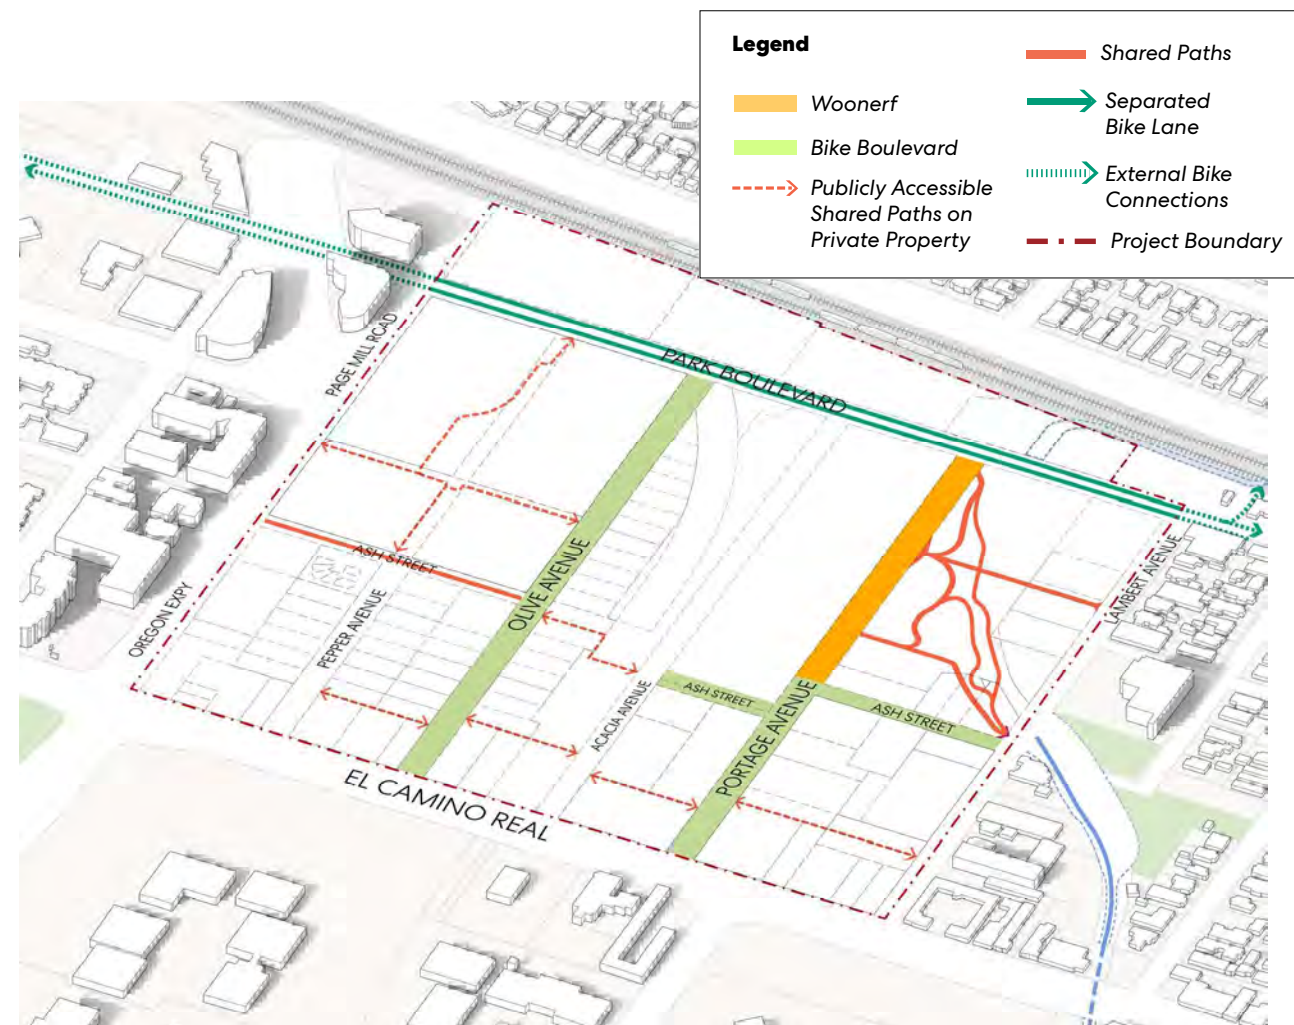 Legend
Woonerf
Bike Boulevard
Publicly Accessible
Shared Paths on
Private Property
Shared Paths
Separated
Bike Lane
External Bike
Connections
Project Boundary
PAGE MILL ROAD
PARK BOULEVARD
ASH STREET
OLIVE AVENUE
LAMBERT AVENUE
OREGON EXPY
PEPPER AVENUE
ACACIA AVENUE
ASH STREET
PORTAGE AVENUE
ASH STREET
EL CAMINO REAL